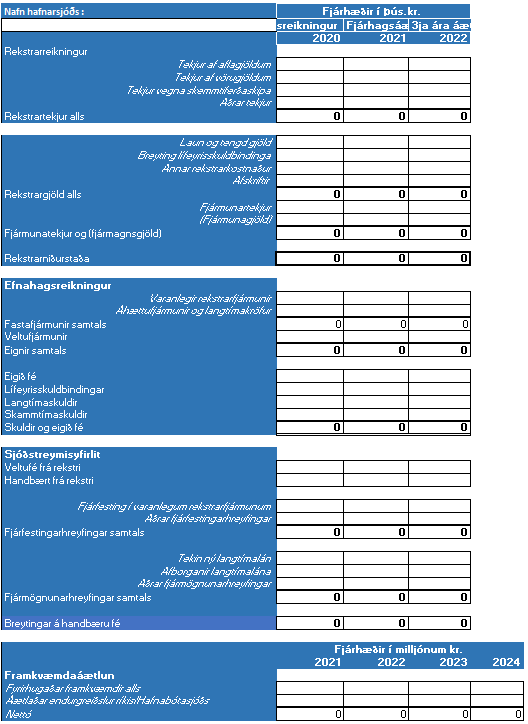 Nafn hafnarsjóðs : Fjárhæðir í þús.kr.
sreikningur Fjárhagsáæ 3ja ára áæt
2020 2021 2022
Rekstrarreikningur
Tekjur af aflagjöldum
Tekjur af vörugjöldum
Tekjur vegna skemmtiferðaskipa
Aðrar tekjur
Rekstrartekjur alls 0 0 0
Laun og tengd gjöld
Breyting lífeyrisskuldbindinga
Annar rekstrarkostnaður
Afskriftir
Rekstrargjöld alls 0 0 0
Fjármunartekjur
(Fjármunagjöld)
Fjármunatekjur og (fjármagnsgjöld) 0 0 0
Rekstrarniðurstaða 0 0 0
Efnahagsreikningur
Varanlegir rekstrarfjármunir
Áhættufjármunir og langtímakröfur
Fastafjármunir samtals 0 0 0
Veltufjármunir
Eignir samtals 0 0 0
Eigið fé
Lífeyrisskuldbindingar
Langtímaskuldir
Skammtímaskuldir
Skuldir og eigið fé 0 0 0
Sjóðstreymisyfirlit
Veltufé frá rekstri
Handbært frá rekstri
Fjárfesting í varanlegum rekstrarfjármunum
Aðrar fjárfestingarhreyfingar
Fjárfestingarhreyfingar samtals 0 0 0
Tekin ný langtímalán
Afborganir langtímalána
Aðrar fjármögnunarhreyfingar
Fjármögnunarhreyfingar samtals 0 0 0
Breytingar á handbæru fé 0 0 0
Fjárhæðir í milljónum kr.
2021 2022 2023 2024
Framkvæmdaáætlun
Fyrirhugaðar framkvæmdir alls
Áætlaðar endurgreiðslur ríkis/Hafnabótasjóðs
Nettó 0 0 0 0